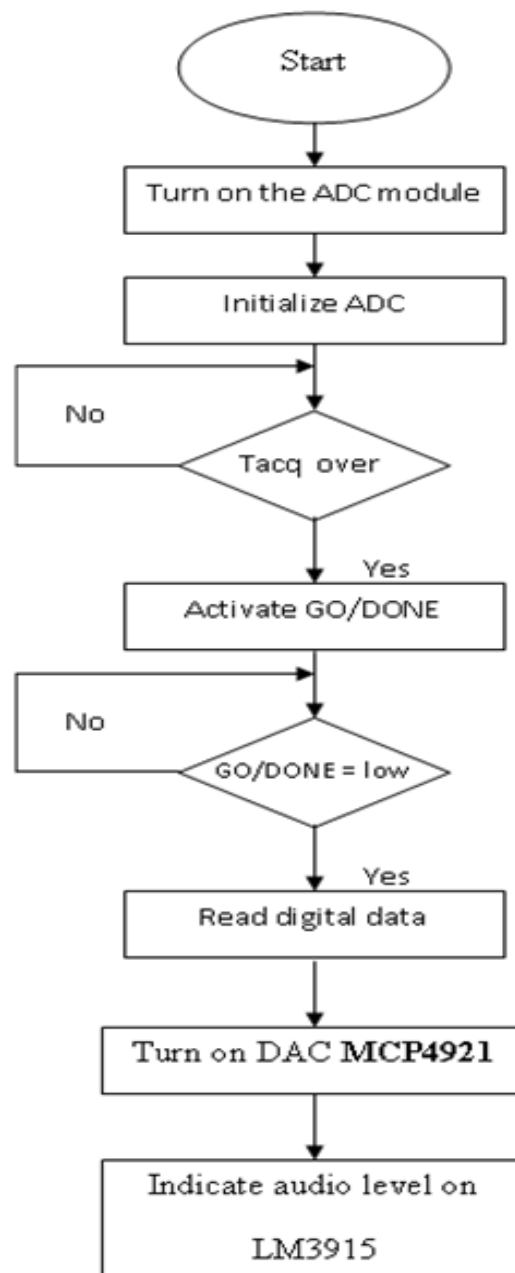 Start
Turn on the ADC module
Initialize ADC
No
Tacq over
Yes
Activate GO/DONE
No
GO/DONE = low
Yes
Read digital data
Turn on DAC MCP4921
Indicate audio level on
LM3915